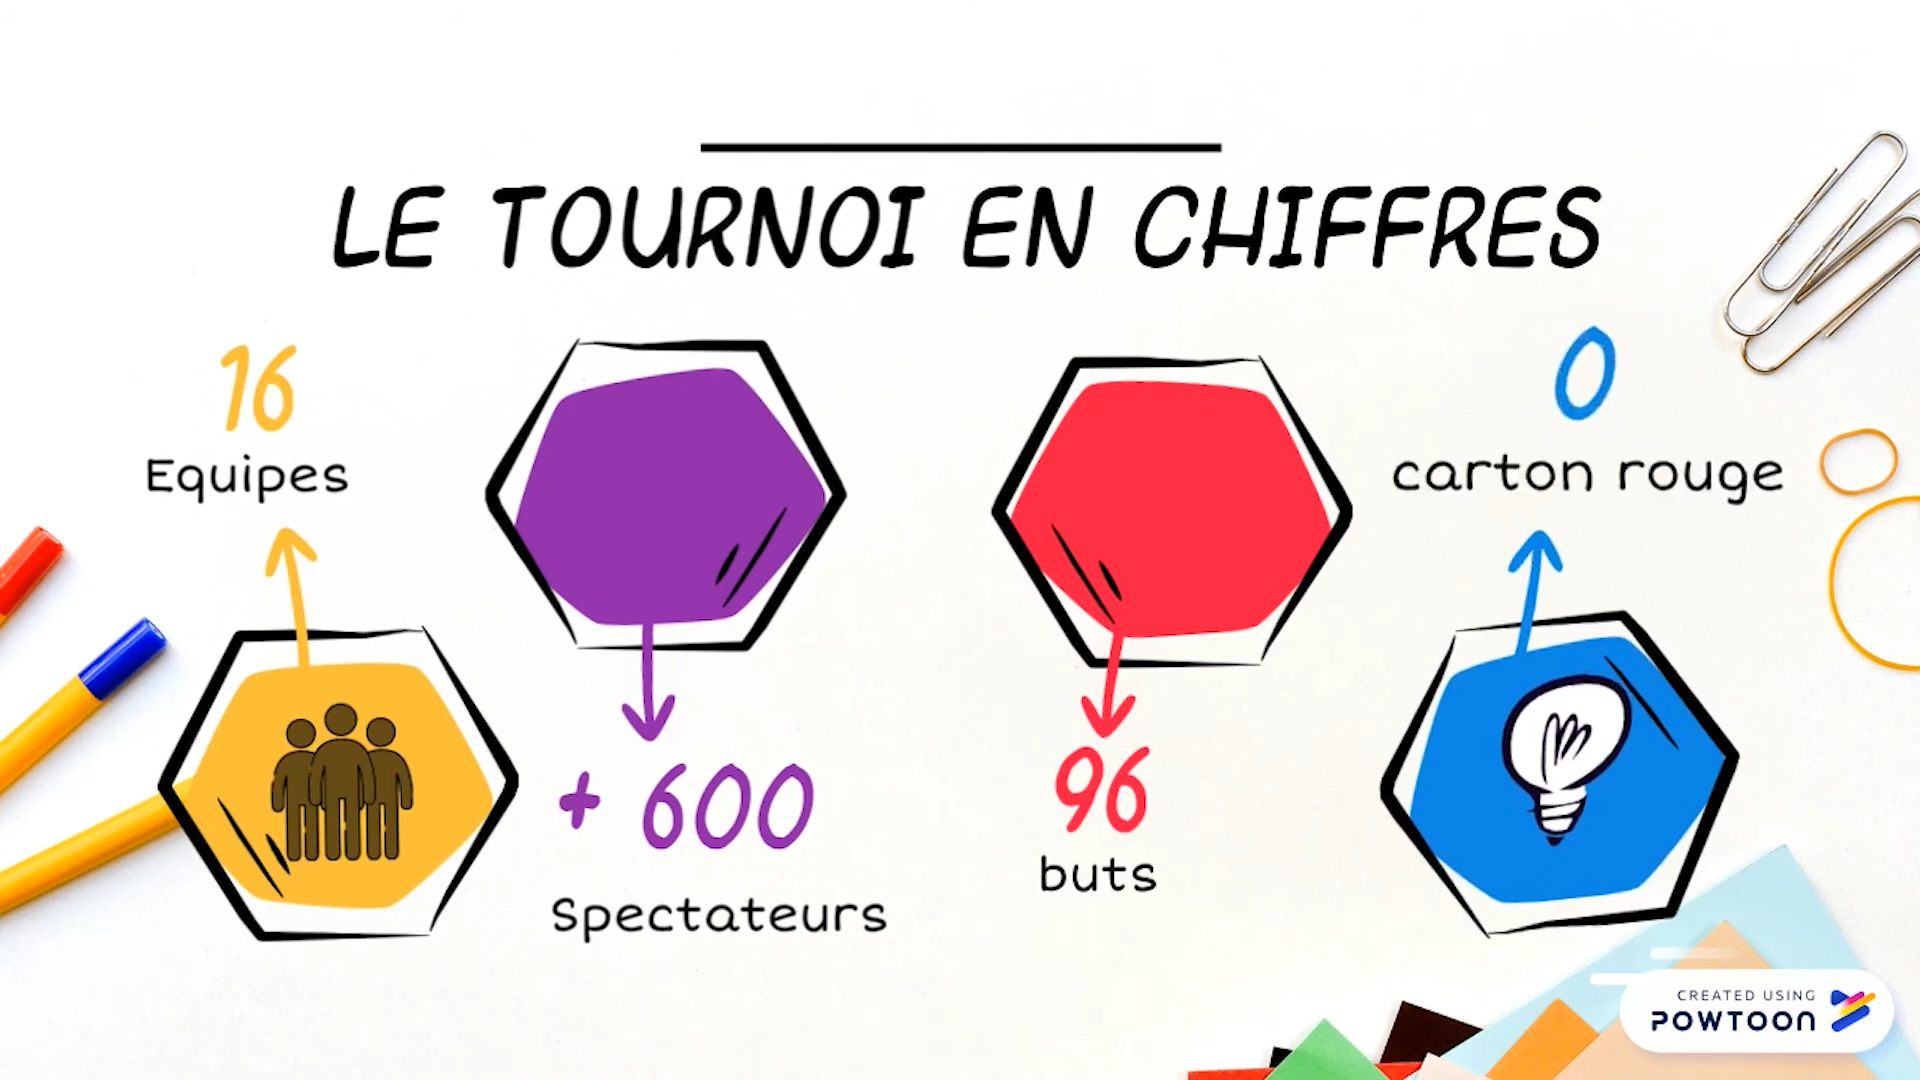 LE TOURNOI EN CHIFFRES
16
Equipes
+ 600
Spectateurs
96
buts
0
carton rouge
CREATED USING
POWTOON